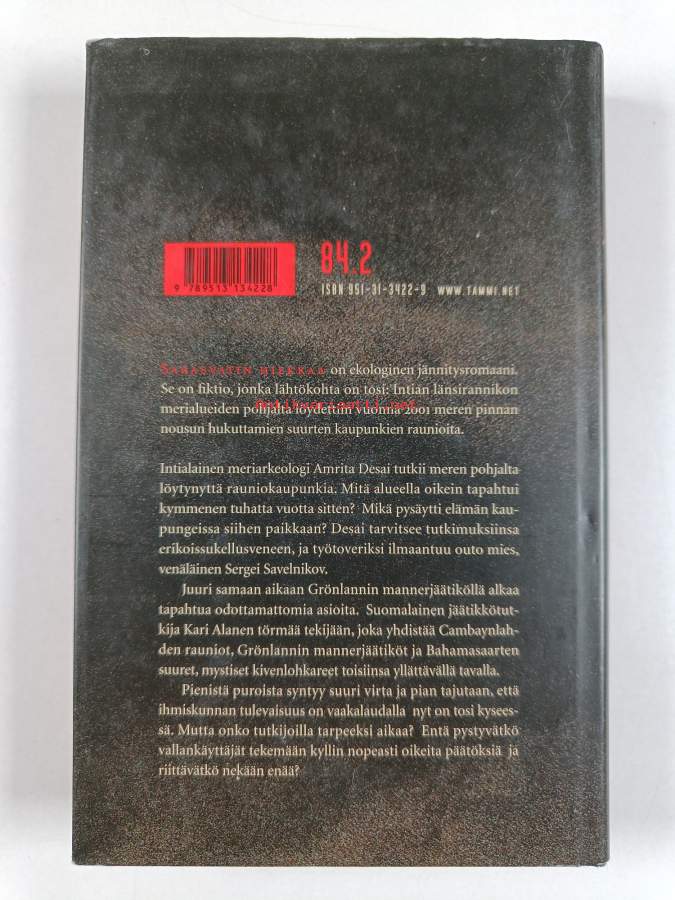 84.2
9 789513 134228
ISBN 951-31-3422-9 WWW.TAMMI.NET
SARASVATIN HIEKKAA on ekologinen jännitysromaani.
Se on fiktio, jonka lähtökohta on tosi: Intian länsirannikon
merialueiden pohjalta löydettiin vuonna 2001 meren pinnan
nousun hukuttamien suurten kaupunkien raunioita.
Intialainen meriarkeologi Amrita Desai tutkii meren pohjalta
löytynyttä rauniokaupunkia. Mitä alueella oikein tapahtui
kymmenen tuhatta vuotta sitten? Mikä pysäytti elämän kau-
pungeissa siihen paikkaan? Desai tarvitsee tutkimuksiinsa
erikoissukellusveneen, ja työtoveriksi ilmaantuu outo mies,
venäläinen Sergei Savelnikov.
Juuri samaan aikaan Grönlannin mannerjäätiköllä alkaa
tapahtua odottamattomia asioita. Suomalainen jäätikkötut-
kija Kari Alanen törmää tekijään, joka yhdistää Cambaynlah-
den rauniot, Grönlannin mannerjäätiköt ja Bahamasaarten
suuret, mystiset kivenlohkareet toisiinsa yllättävällä tavalla.
Pienistä puroista syntyy suuri virta ja pian tajutaan, että
ihmiskunnan tulevaisuus on vaakalaudalla nyt on tosi kysees-
sä. Mutta onko tutkijoilla tarpeeksi aikaa? Entä pystyvätkö
vallankäyttäjät tekemään kyllin nopeasti oikeita päätöksiä ja
riittävätkö nekään enää?